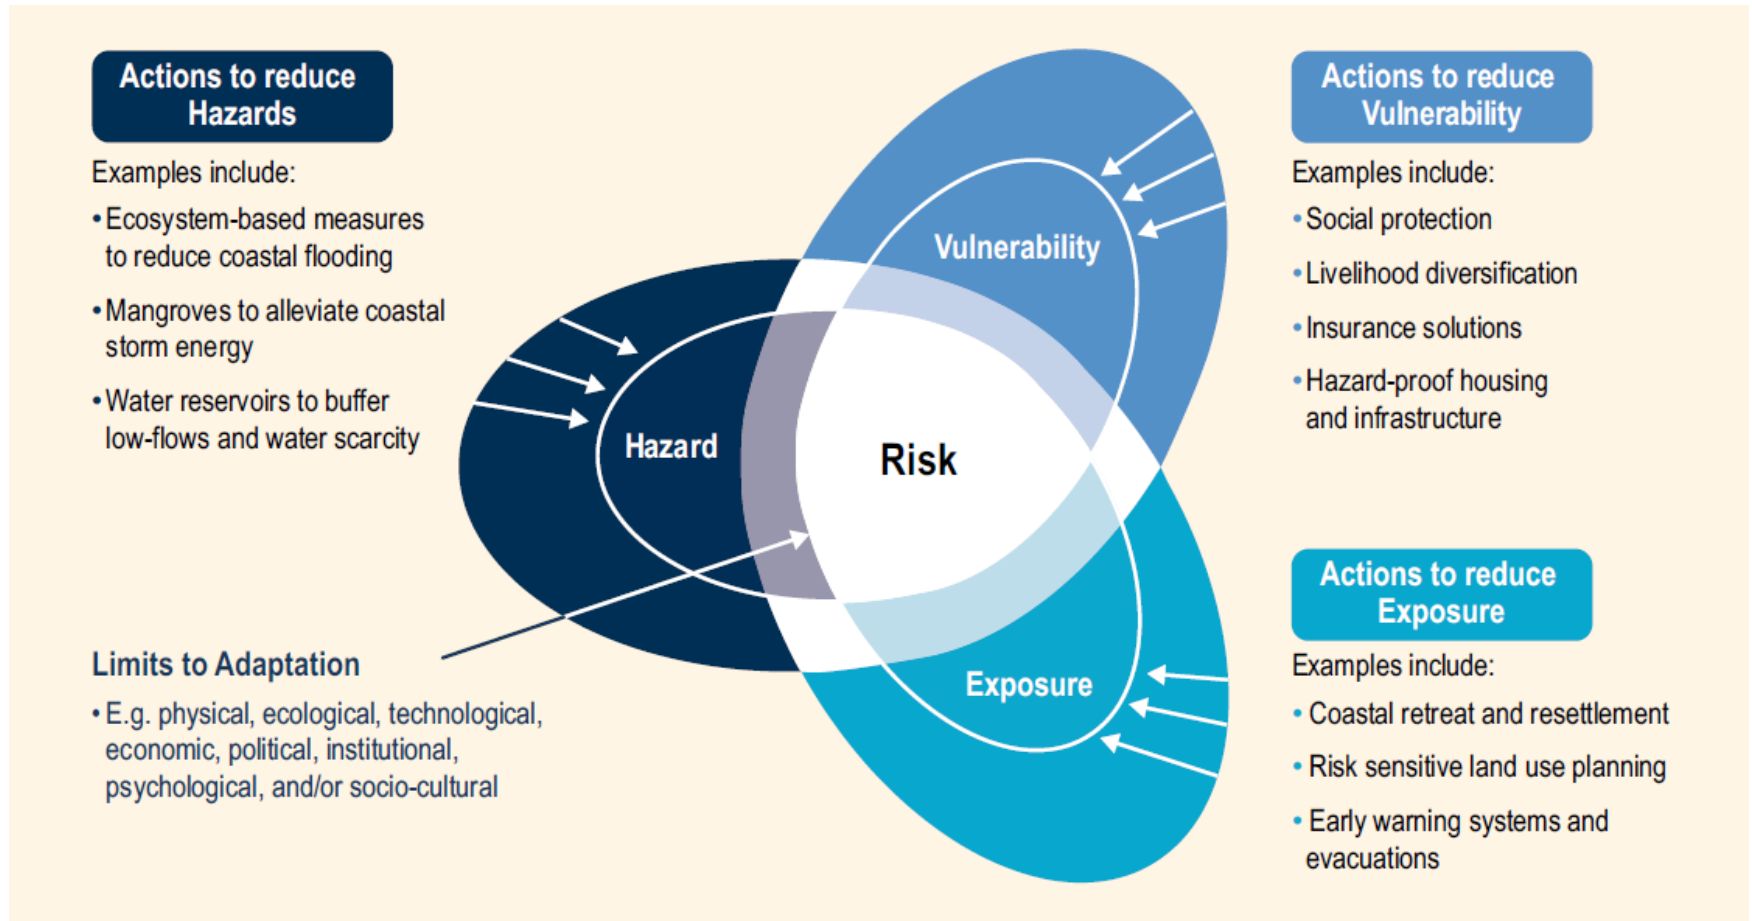 Actions to reduce
Hazards
Examples include:
• Ecosystem-based measures
to reduce coastal flooding
• Mangroves to alleviate coastal
storm energy
• Water reservoirs to buffer
low-flows and water scarcity
Limits to Adaptation
• E.g. physical, ecological, technological,
economic, political, institutional,
psychological, and/or socio-cultural
Vulnerability
Hazard
Risk
Exposure
Actions to reduce
Vulnerability
Examples include:
• Social protection
• Livelihood diversification
• Insurance solutions
• Hazard-proof housing
and infrastructure
Actions to reduce
Exposure
Examples include:
• Coastal retreat and resettlement
• Risk sensitive land use planning
• Early warning systems and
evacuations